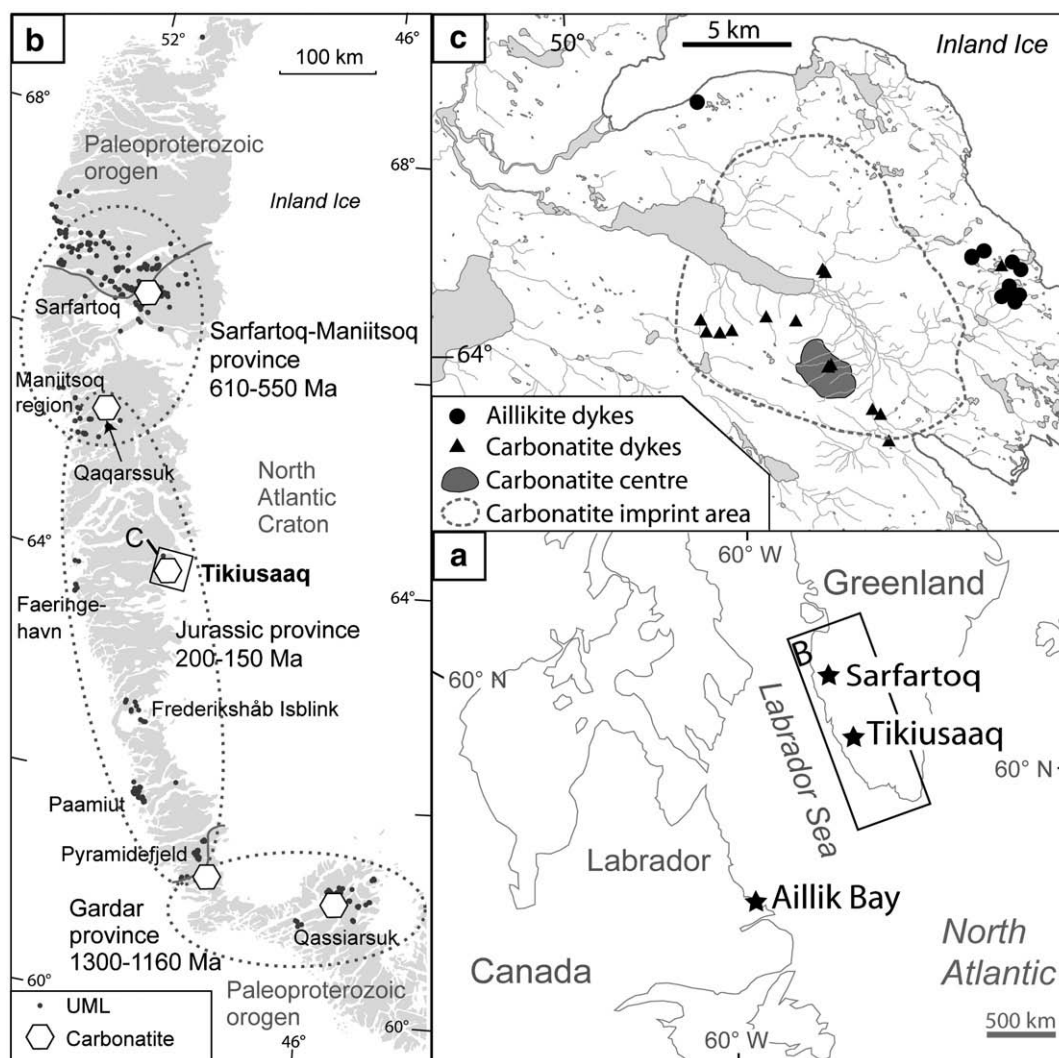 b
52°
46°
100 km
68°
Paleoproterozoic
orogen
Inland Ice
Sarfartoq
Sarfartoq-Maniitsoq
province
610-550 Ma
Maniitsoq
region
Qaqarssuk
North
Atlantic
Craton
64°
C
Tikiusaaq
64°
Faeringe-
havn
Jurassic province
200-150 Ma
Frederikshåb Isblink
Paamiut
Pyramidefjeld
Gardar
province
1300-1160 Ma
Qassiarsuk
60°
Paleoproterozoic
orogen
60°
46°
UML
Carbonatite
c
50°
5 km
Inland Ice
68°
64°
Aillikite dykes
Carbonatite dykes
Carbonatite centre
Carbonatite imprint area
a
60° W
Greenland
B
60° N
Sarfartoq
Tikiusaaq
60° N
Labrador Sea
Labrador
Aillik Bay
Canada
North
Atlantic
60° W
500 km